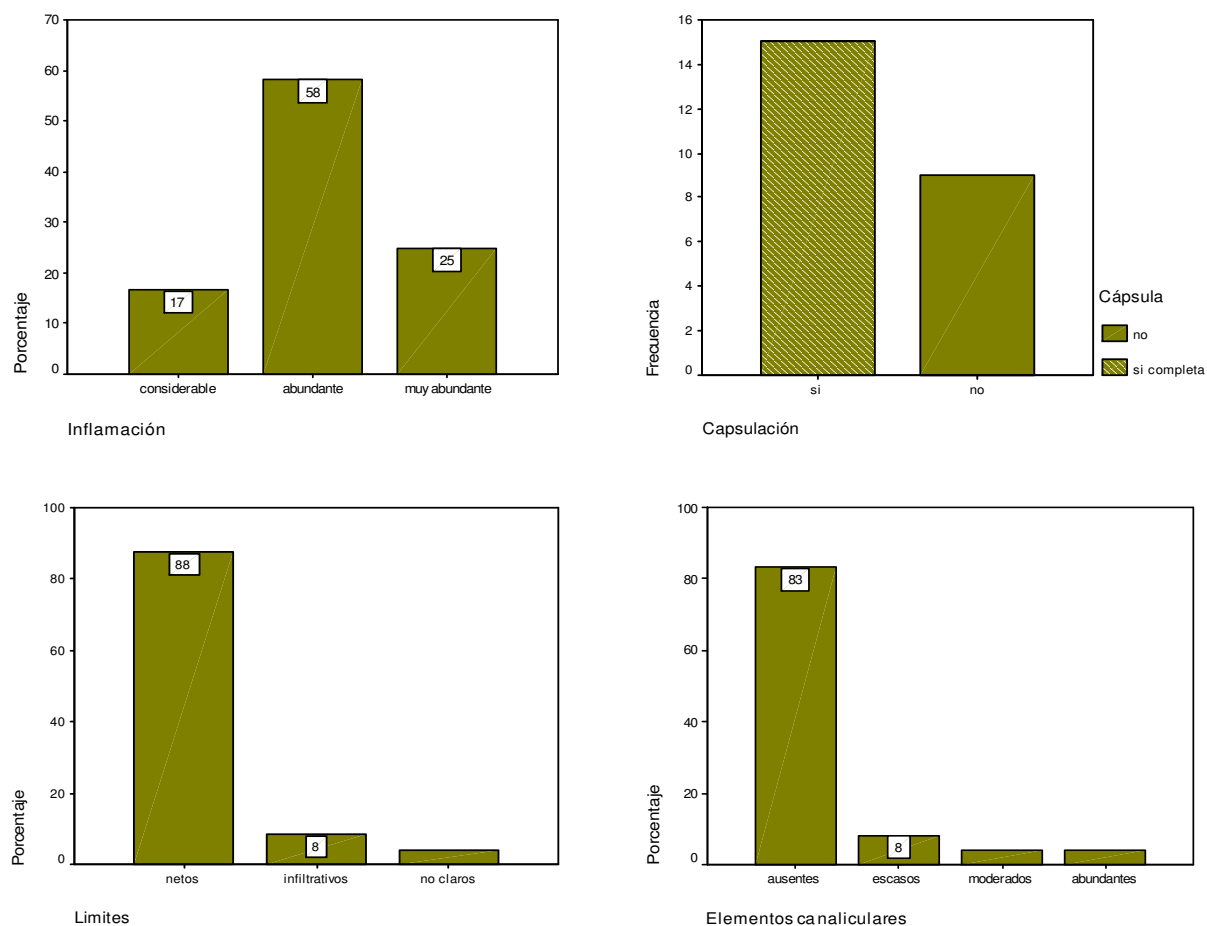 70
60
50
40
30
20
10
0
Porcentaje
58
25
17
considerable abundante muy abundante
Inflamación
16
14
12
10
8
6
4
2
0
Frecuencia
si no
Capsulación
Cápsula
no
si completa
100
80
60
40
20
0
Porcentaje
88
8
netos infiltrativos no claros
Limites
100
80
60
40
20
0
Porcentaje
83
8
ausentes escasos moderados abundantes
Elementos canaliculares